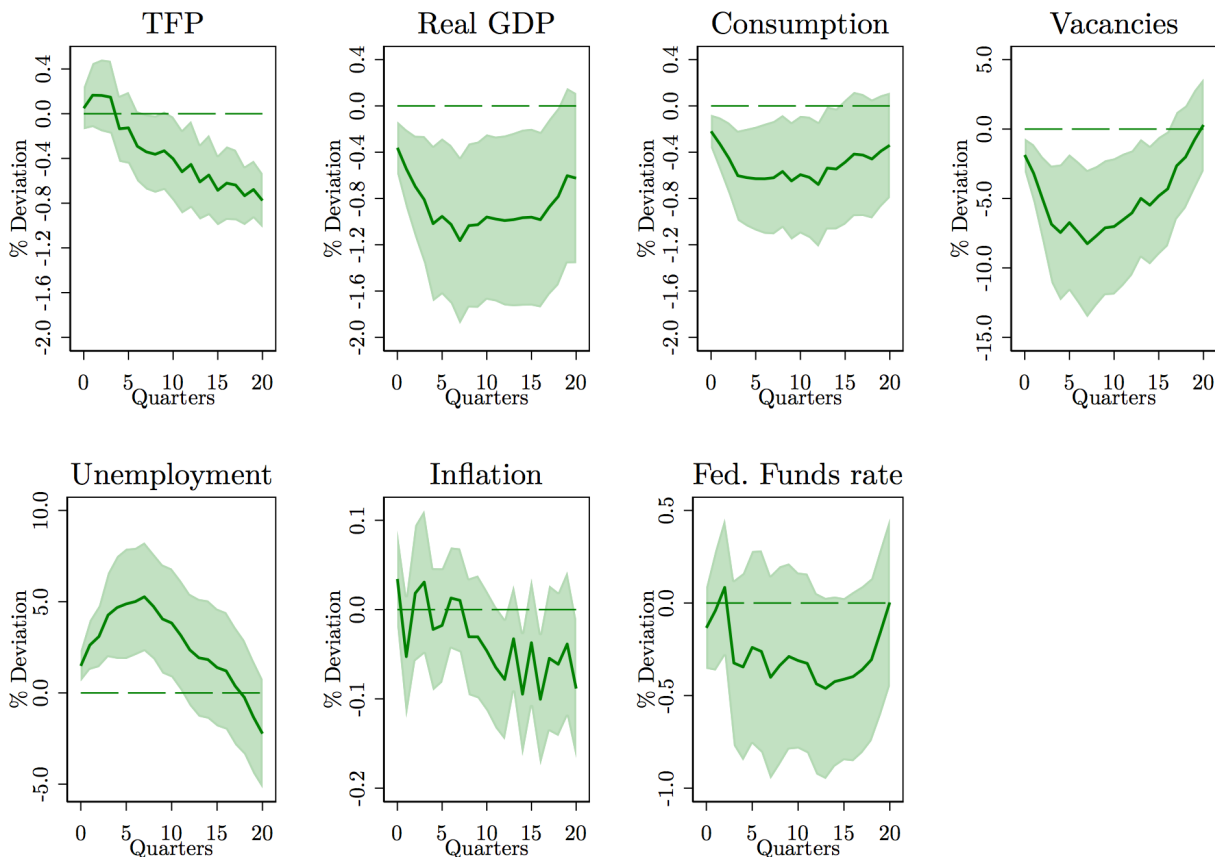 TFP
% Deviation
0.4
0.0
-0.4
-0.8
-1.2
-1.6
-2.0
0 5 10 15 20
Quarters
Real GDP
% Deviation
0.4
0.0
-0.4
-0.8
-1.2
-1.6
-2.0
0 5 10 15 20
Quarters
Consumption
% Deviation
0.4
0.0
-0.4
-0.8
-1.2
-1.6
-2.0
0 5 10 15 20
Quarters
Vacancies
% Deviation
5.0
0.0
-5.0
-10.0
-15.0
0 5 10 15 20
Quarters
Unemployment
% Deviation
10.0
5.0
0.0
-5.0
0 5 10 15 20
Quarters
Inflation
% Deviation
0.1
0.0
-0.1
-0.2
0 5 10 15 20
Quarters
Fed. Funds rate
% Deviation
0.5
0.0
-0.5
-1.0
0 5 10 15 20
Quarters